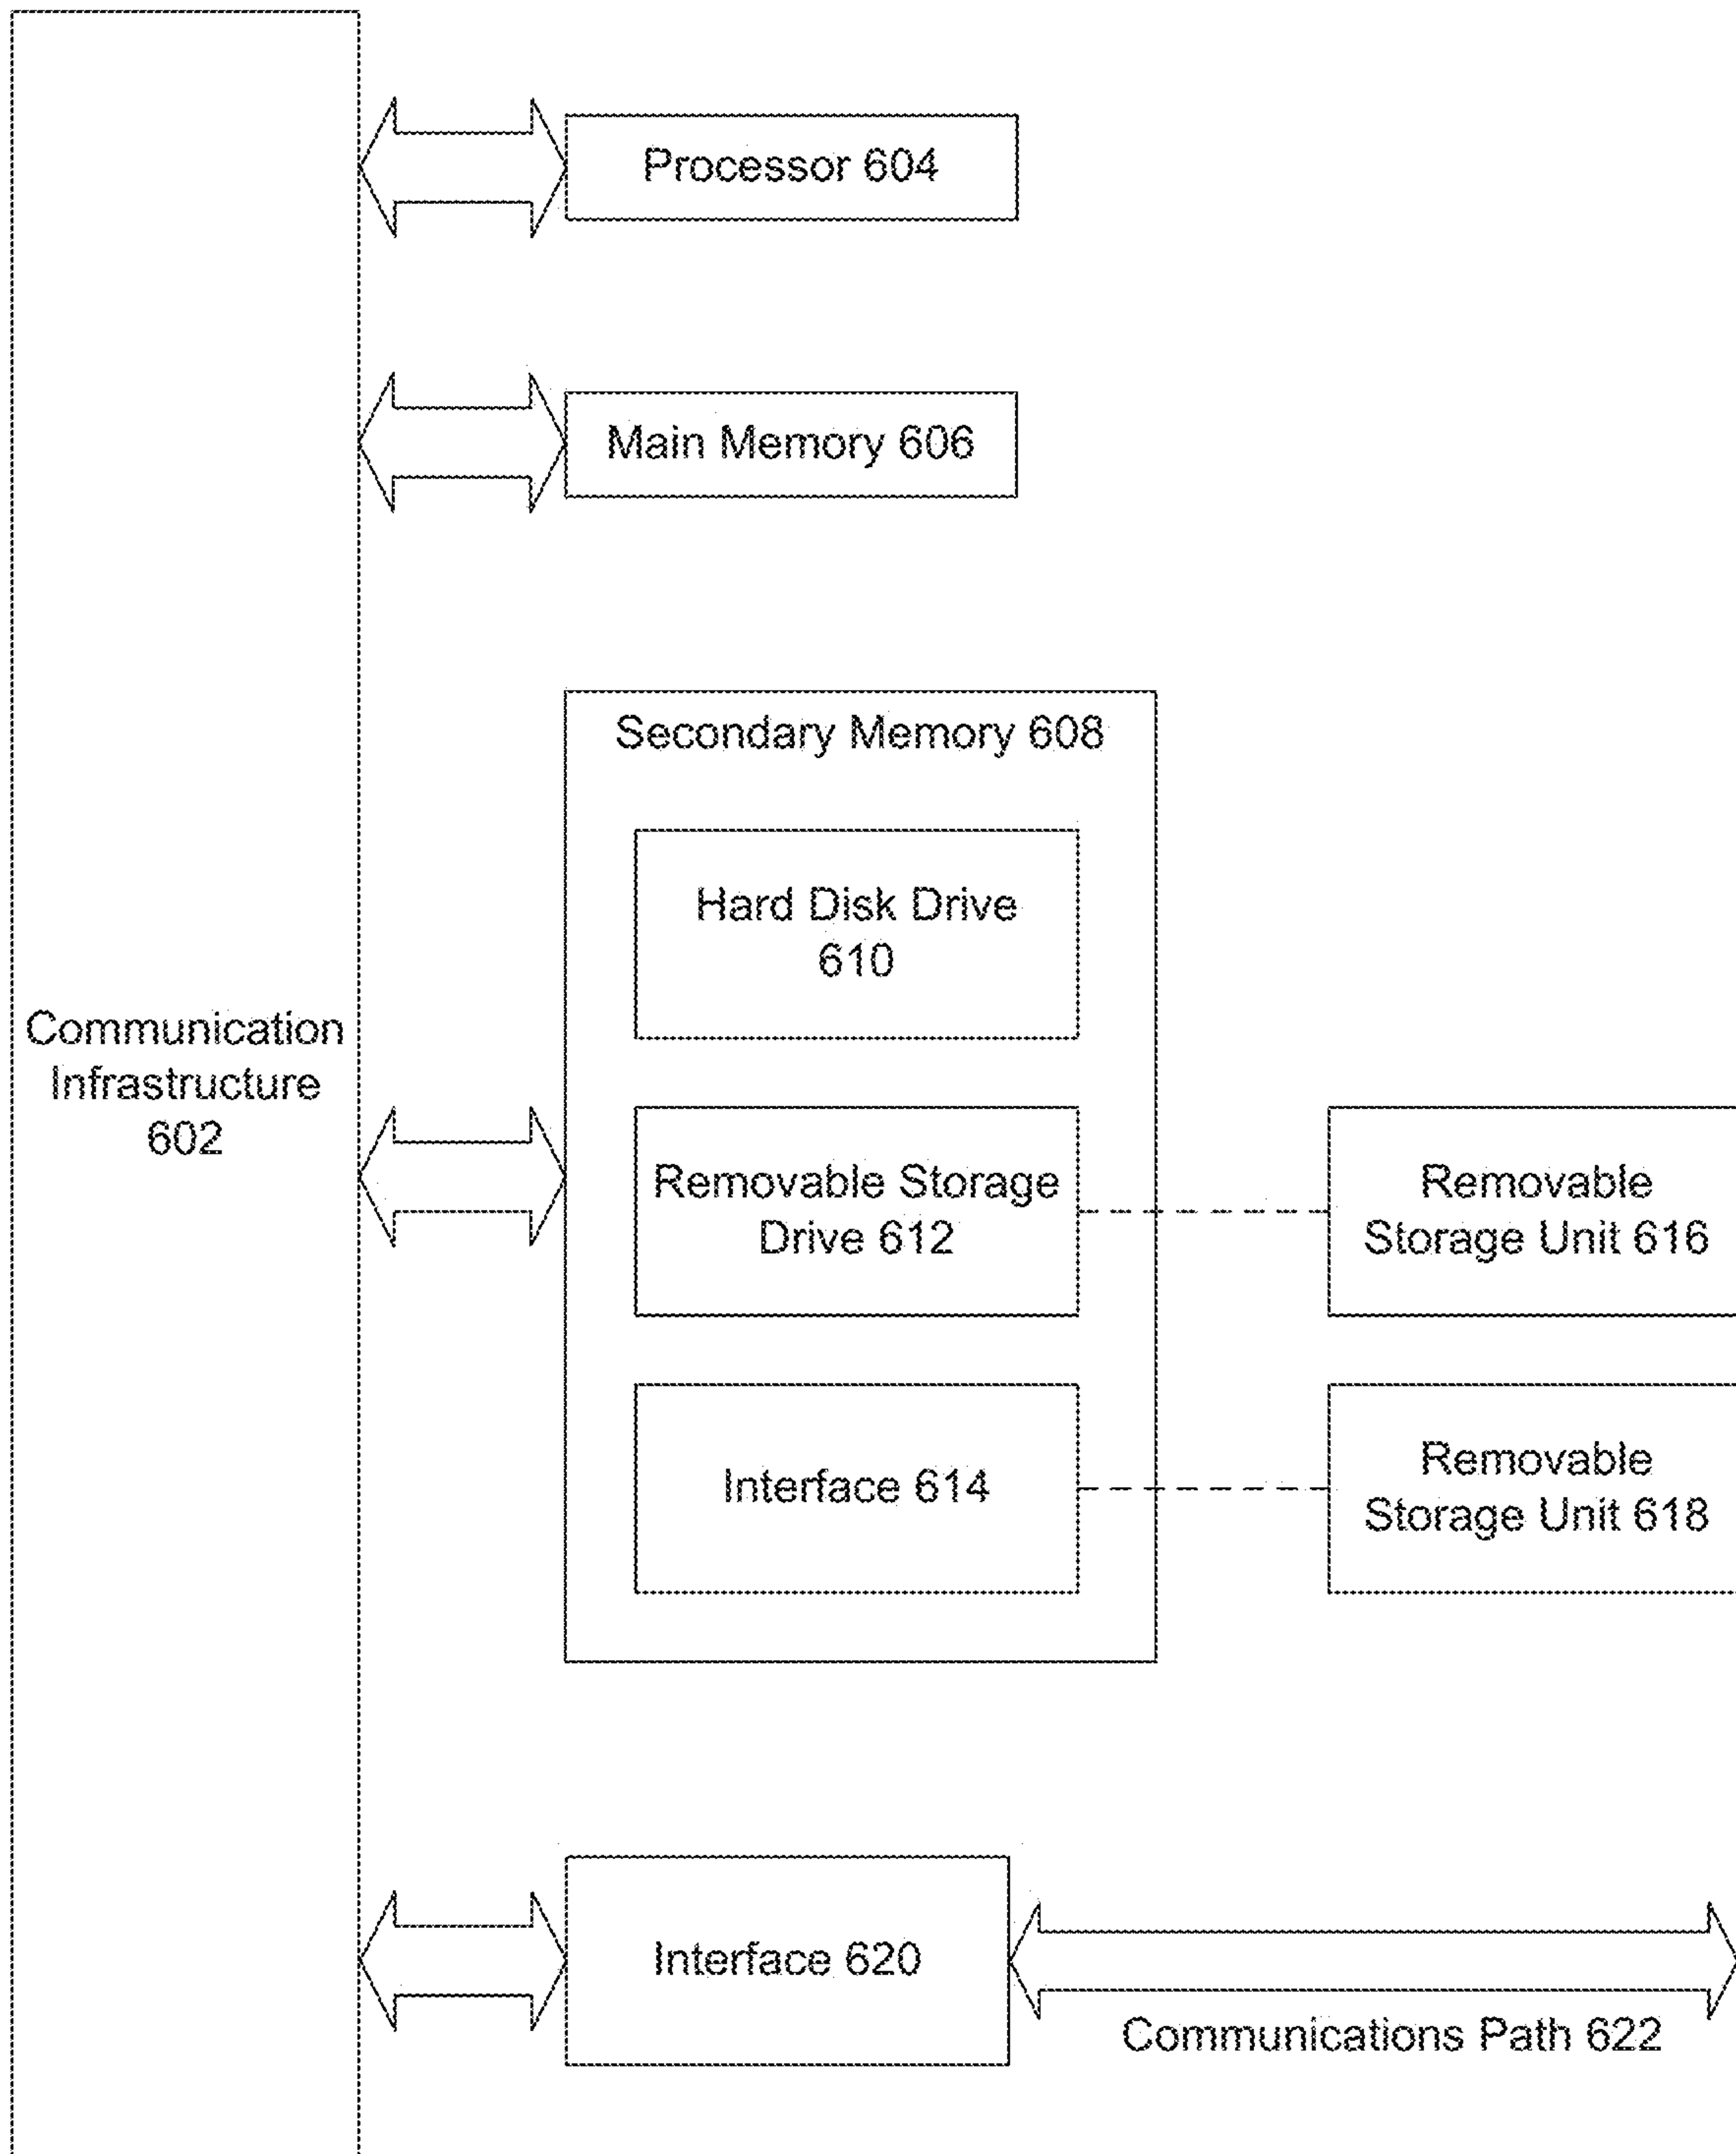 Processor 604
Main Memory 606
Secondary Memory 608
Hard Disk Drive
610
Communication
Infrastructure
602
Removable Storage
Drive 612
Removable
Storage Unit 616
Interface 614
Removable
Storage Unit 618
Interface 620
Communications Path 622